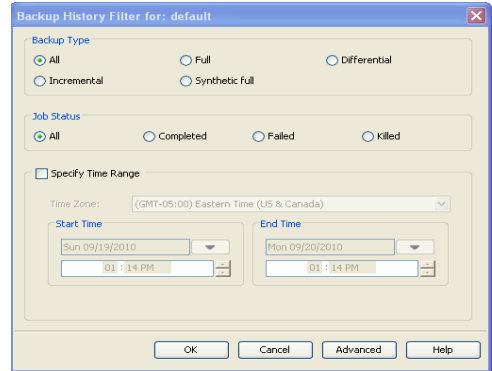 Backup History Filter for: default
Backup Type
All Full Differential
Incremental Synthetic full
Job Status
All Completed Failed Killed
Specify Time Range
Time Zone: (GMT-05:00) Eastern Time (US & Canada)
Start Time End Time
Sun 09/19/2010 Mon 09/20/2010
01 : 14 PM 01 : 14 PM
OK Cancel Advanced Help